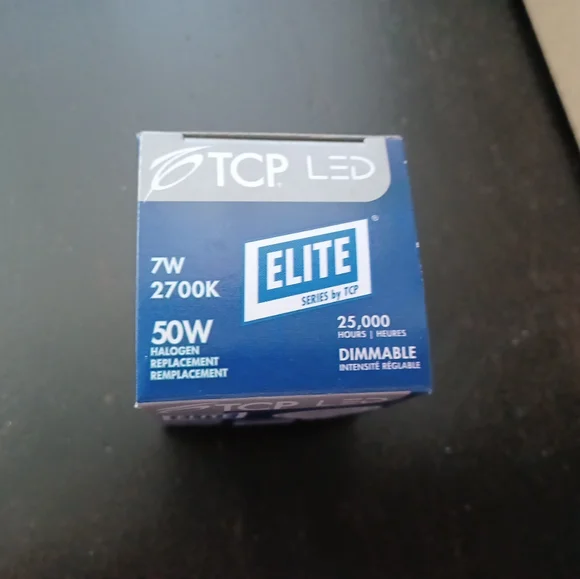 TCP LED
ELITE®
SERIES by TCP
7W
2700K
50W
HALOGEN
REPLACEMENT
REMPLACEMENT
25,000
HOURS | HEURES
DIMMABLE
INTENSITÉ RÉGLABLE
TCP LED
ELITE